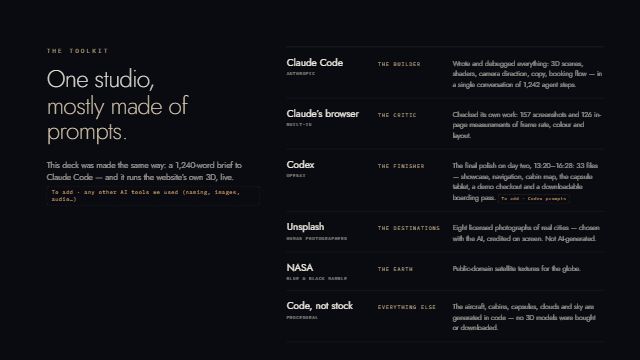 THE TOOLKIT
One studio,
mostly made of
prompts.
This deck was made the same way: a 1,240-word brief to
Claude Code — and it runs the website's own 3D, live.
To add · any other AI tools we used (naming, images,
audio…)
Claude Code
ANTHROPIC
THE BUILDER
Wrote and debugged everything: 3D scenes,
shaders, camera direction, copy, booking flow — in
a single conversation of 1,242 agent steps.
Claude's browser
BUILT-IN
THE CRITIC
Checked its own work: 157 screenshots and 126 in-
page measurements of frame rate, colour and
layout.
Codex
OPENAI
THE FINISHER
The final polish on day two, 13:20–16:28: 33 files
— showcase, navigation, cabin map, the capsule
tablet, a demo checkout and a downloadable
boarding pass. To add · Codex prompts
Unsplash
HUMAN PHOTOGRAPHERS
THE DESTINATIONS
Eight licensed photographs of real cities — chosen
with the AI, credited on screen. Not AI-generated.
NASA
BLUE & BLACK MARBLE
THE EARTH
Public-domain satellite textures for the globe.
Code, not stock
PROCEDURAL
EVERYTHING ELSE
The aircraft, cabins, capsules, clouds and sky are
generated in code — no 3D models were bought
or downloaded.